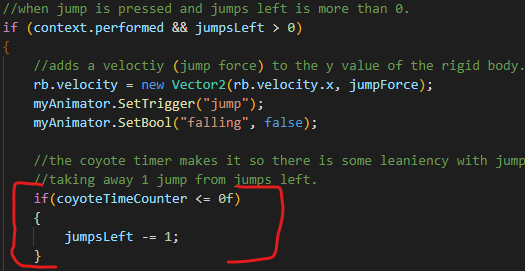 //when jump is pressed and jumps left is more than 0.
if (context.performed && jumpsLeft > 0)
{
//adds a veloctiy (jump force) to the y value of the rigid body.
rb.velocity = new Vector2(rb.velocity.x, jumpForce);
myAnimator.SetTrigger("jump");
myAnimator.SetBool("falling", false);
//the coyote timer makes it so there is some leaniency with jump
//taking away 1 jump from jumps left.
if(coyoteTimeCounter <= 0f)
{
jumpsLeft -= 1;
}